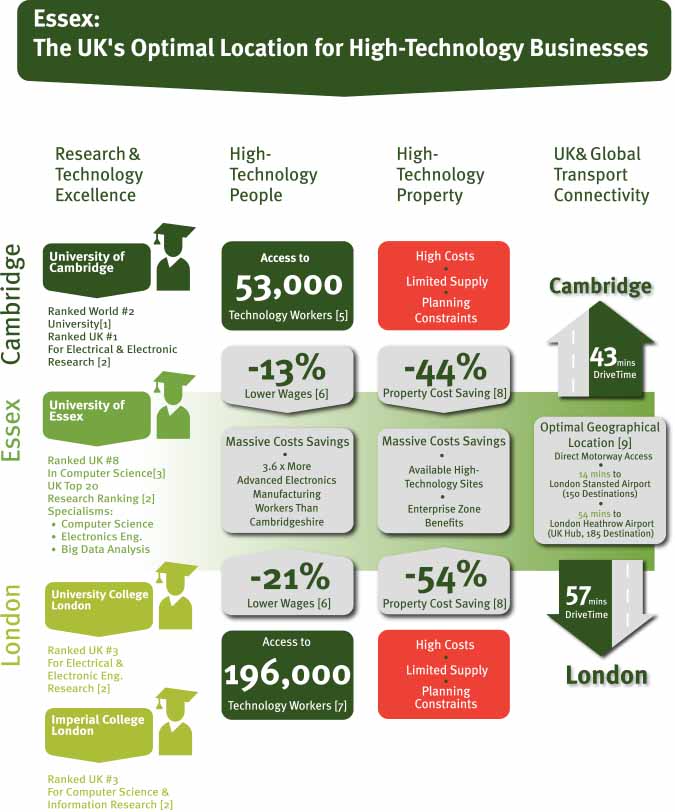 Essex:
The UK's Optimal Location for High-Technology Businesses
Research &
Technology
Excellence
High-
Technology
People
High-
Technology
Property
UK& Global
Transport
Connectivity
Cambridge
University of
Cambridge
Ranked World #2
University[1]
Ranked UK #1
For Electrical & Electronic
Research [2]
Access to
53,000
Technology Workers [5]
High Costs
•
Limited Supply
•
Planning
Constraints
Cambridge
43mins
DriveTime
-13%
Lower Wages [6]
-44%
Property Cost Saving [8]
Essex
University of
Essex
Ranked UK #8
In Computer Science[3]
UK Top 20
Research Ranking [2]
Specialisms:
• Computer Science
• Electronics Eng.
• Big Data Analysis
Massive Costs Savings
•
3.6 x More
Advanced Electronics
Manufacturing
Workers Than
Cambridgeshire
Massive Costs Savings
•
Available High-
Technology Sites
•
Enterprise Zone
Benefits
Optimal Geographical
Location [9]
Direct Motorway Access
14 mins to
London Stansted Airport
(150 Destinations)
54 mins to
London Heathrow Airport
(UK Hub, 185 Destination)
-21%
Lower Wages [6]
-54%
Property Cost Saving [8]
London
University College
London
Ranked UK #3
For Electrical &
Electronic Eng.
Research [2]
Imperial College
London
Ranked UK #3
For Computer Science &
Information Research [2]
Access to
196,000
Technology Workers [7]
High Costs
•
Limited Supply
•
Planning
Constraints
57mins
DriveTime
London